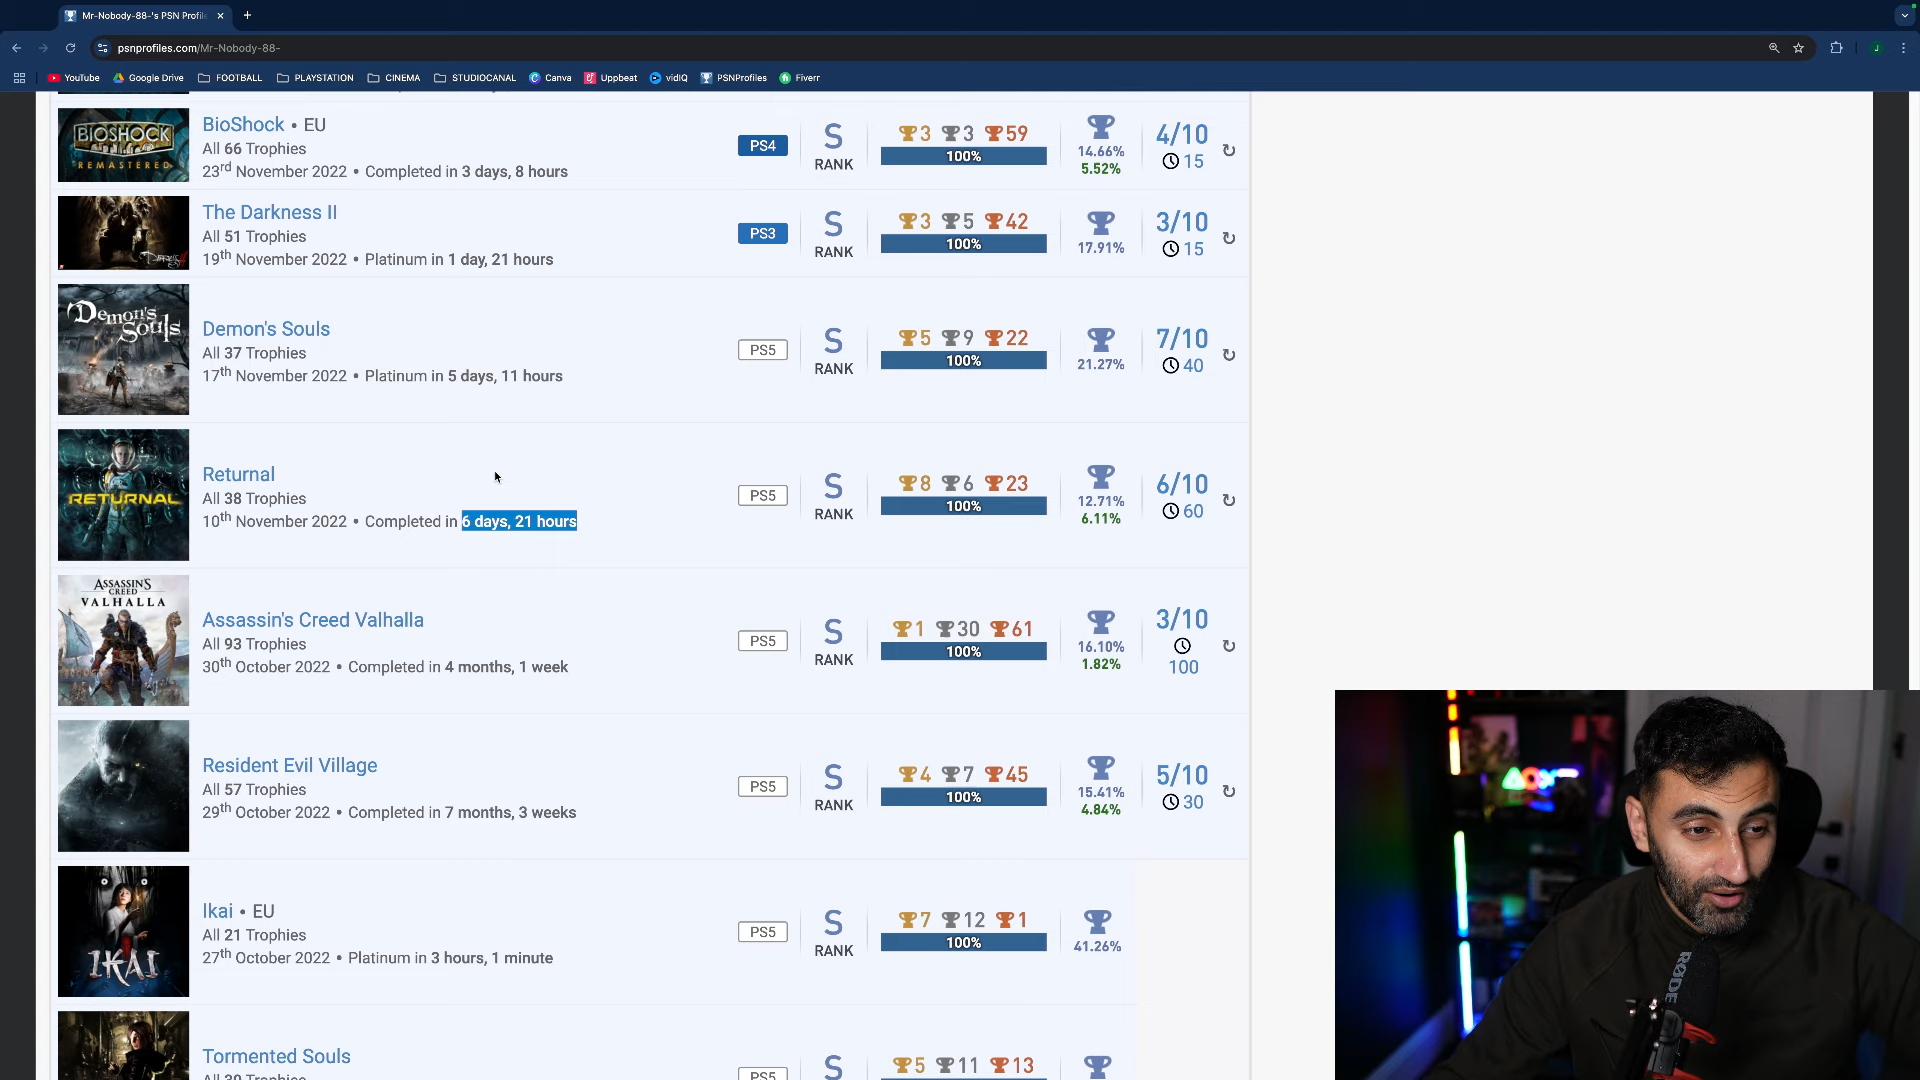 Mr-Nobody-88-'s PSN Profil
psnprofiles.com/Mr-Nobody-88-
YouTube Google Drive FOOTBALL PLAYSTATION CINEMA STUDIOCANAL Canva Uppbeat vidIQ PSNProfiles Fiverr
J
BIOSHOCK
REMASTERED
BioShock • EU
All 66 Trophies
23rd November 2022 • Completed in 3 days, 8 hours
PS4
S
RANK
3 3 59
100%
14.66%
5.52%
4/10
15
The Darkness II
All 51 Trophies
19th November 2022 • Platinum in 1 day, 21 hours
PS3
S
RANK
3 5 42
100%
17.91%
3/10
15
Demon's
Souls
Demon's Souls
All 37 Trophies
17th November 2022 • Platinum in 5 days, 11 hours
PS5
S
RANK
5 9 22
100%
21.27%
7/10
40
RETURNAL
Returnal
All 38 Trophies
10th November 2022 • Completed in 6 days, 21 hours
PS5
S
RANK
8 6 23
100%
12.71%
6.11%
6/10
60
ASSASSIN'S
CREED
VALHALLA
Assassin's Creed Valhalla
All 93 Trophies
30th October 2022 • Completed in 4 months, 1 week
PS5
S
RANK
1 30 61
100%
16.10%
1.82%
3/10
100
Resident Evil Village
All 57 Trophies
29th October 2022 • Completed in 7 months, 3 weeks
PS5
S
RANK
4 7 45
100%
15.41%
4.84%
5/10
30
IKAI
Ikai • EU
All 21 Trophies
27th October 2022 • Platinum in 3 hours, 1 minute
PS5
S
RANK
7 12 1
100%
41.26%
Tormented Souls
PS5
S
5 11 13
RØDE